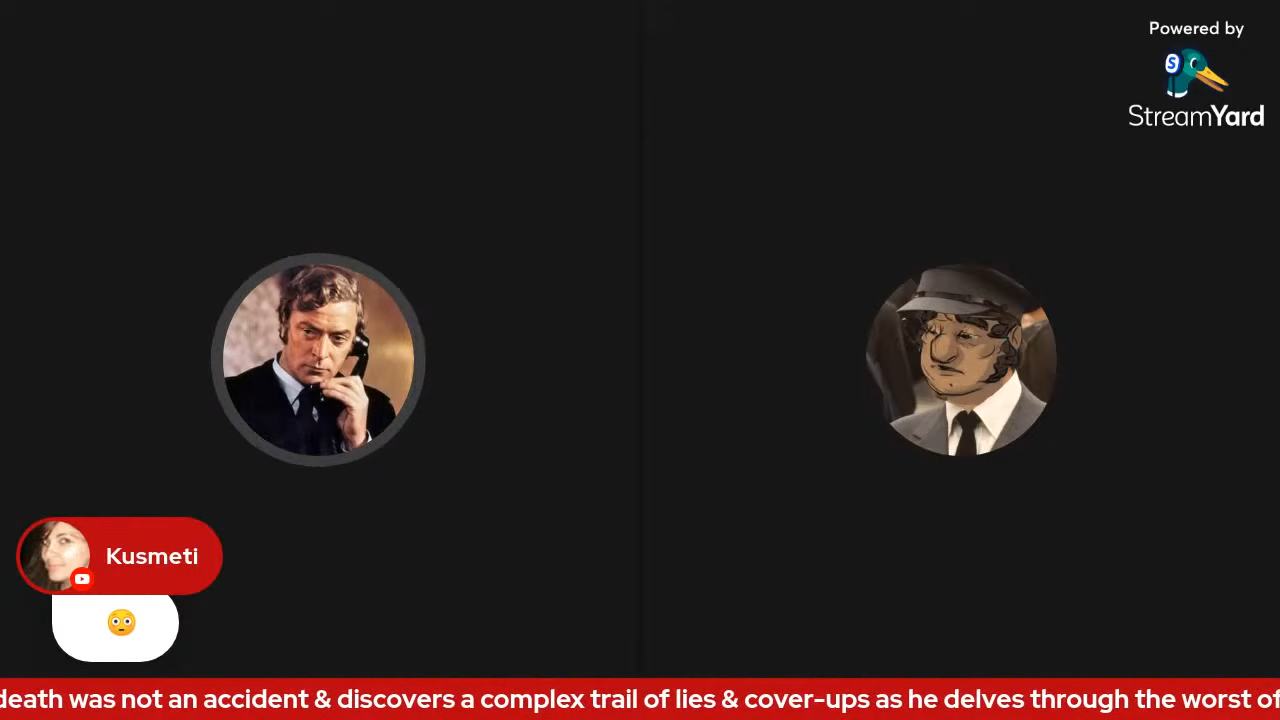 Powered by
S
StreamYard
Kusmeti
death was not an accident & discovers a complex trail of lies & cover-ups as he delves through the worst of